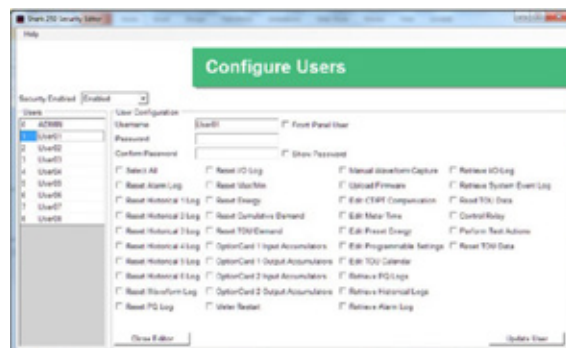 Shark 250 Security Editor
Help
Configure Users
Security Enabled Enabled
Users
User Configuration
0 ADMIN
1 User01
2 User02
3 User03
4 User04
5 User05
6 User06
7 User07
8 User08
Username User01 Front Panel User
Password
Confirm Password Show Password
Select All
Reset Alarm Log
Reset Historical 1 Log
Reset Historical 2 Log
Reset Historical 3 Log
Reset Historical 4 Log
Reset Historical 5 Log
Reset Historical 6 Log
Reset Waveform Log
Reset PQ Log
Reset I/O Log
Reset Max/Min
Reset Energy
Reset Cumulative Demand
Reset TOU Demand
OptionCard 1 Input Accumulators
OptionCard 1 Output Accumulators
OptionCard 2 Input Accumulators
OptionCard 2 Output Accumulators
Meter Restart
Manual Waveform Capture
Upload Firmware
Edit CT/PT Compensation
Edit Meter Time
Edit Preset Energy
Edit Programmable Settings
Edit TOU Calendar
Retrieve PQ Logs
Retrieve Historical Logs
Retrieve Alarm Log
Retrieve I/O Log
Retrieve System Event Log
Read TOU Data
Control Relay
Perform Test Actions
Reset TOU Data
Close Editor
Update User